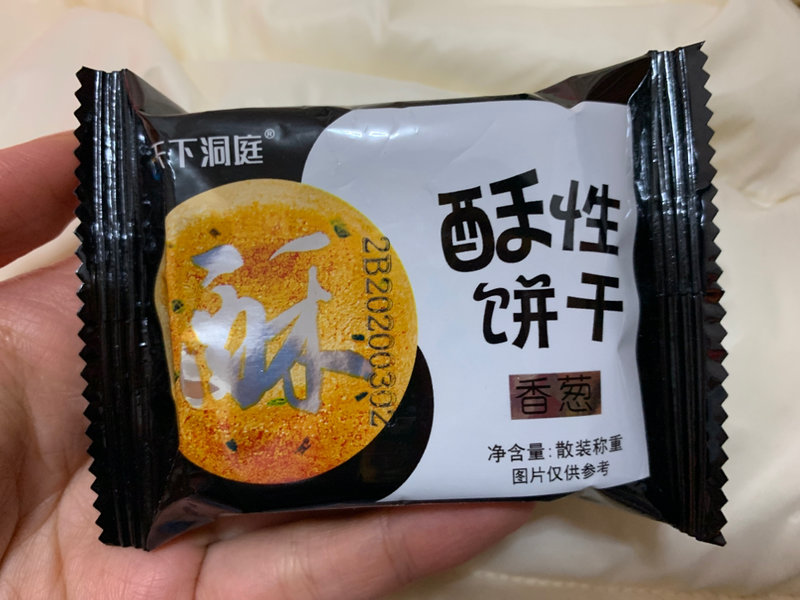 天下洞庭®
酥性
饼干
酥
2B20200302
香葱
净含量:散装称重
图片仅供参考